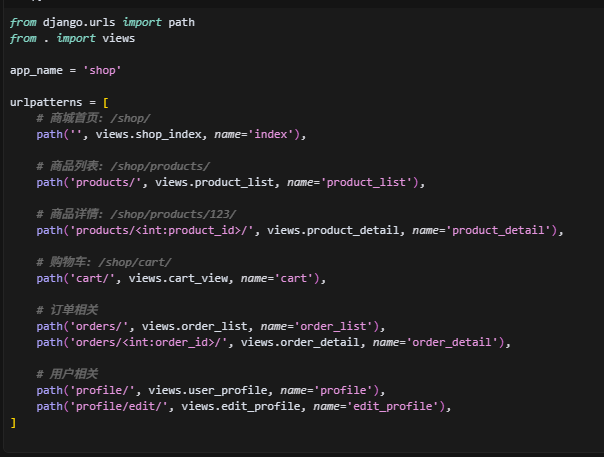 from django.urls import path
from . import views
app_name = 'shop'
urlpatterns = [
# 商城首页: /shop/
path('', views.shop_index, name='index'),
# 商品列表: /shop/products/
path('products/', views.product_list, name='product_list'),
# 商品详情: /shop/products/123/
path('products/<int:product_id>/', views.product_detail, name='product_detail'),
# 购物车: /shop/cart/
path('cart/', views.cart_view, name='cart'),
# 订单相关
path('orders/', views.order_list, name='order_list'),
path('orders/<int:order_id>/', views.order_detail, name='order_detail'),
# 用户相关
path('profile/', views.user_profile, name='profile'),
path('profile/edit/', views.edit_profile, name='edit_profile'),
]